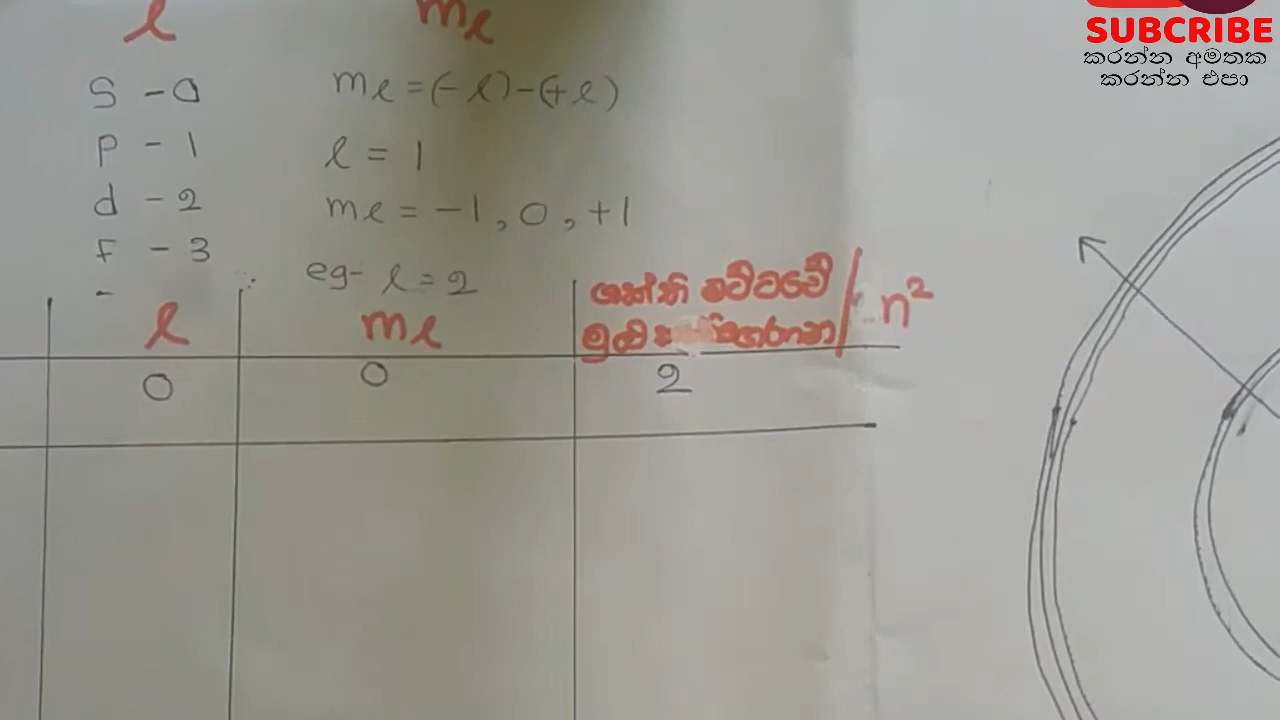 SUBCRIBE
කරන්න අමතක
කරන්න එපා
l
ml
S - 0
P - 1
d - 2
F - 3
-
ml = (-l) - (+l)
l = 1
ml = -1, 0, +1
eg- l = 2
l
ml
ශක්ති මට්ටමේ
මුළු
/ n²
0
0
2